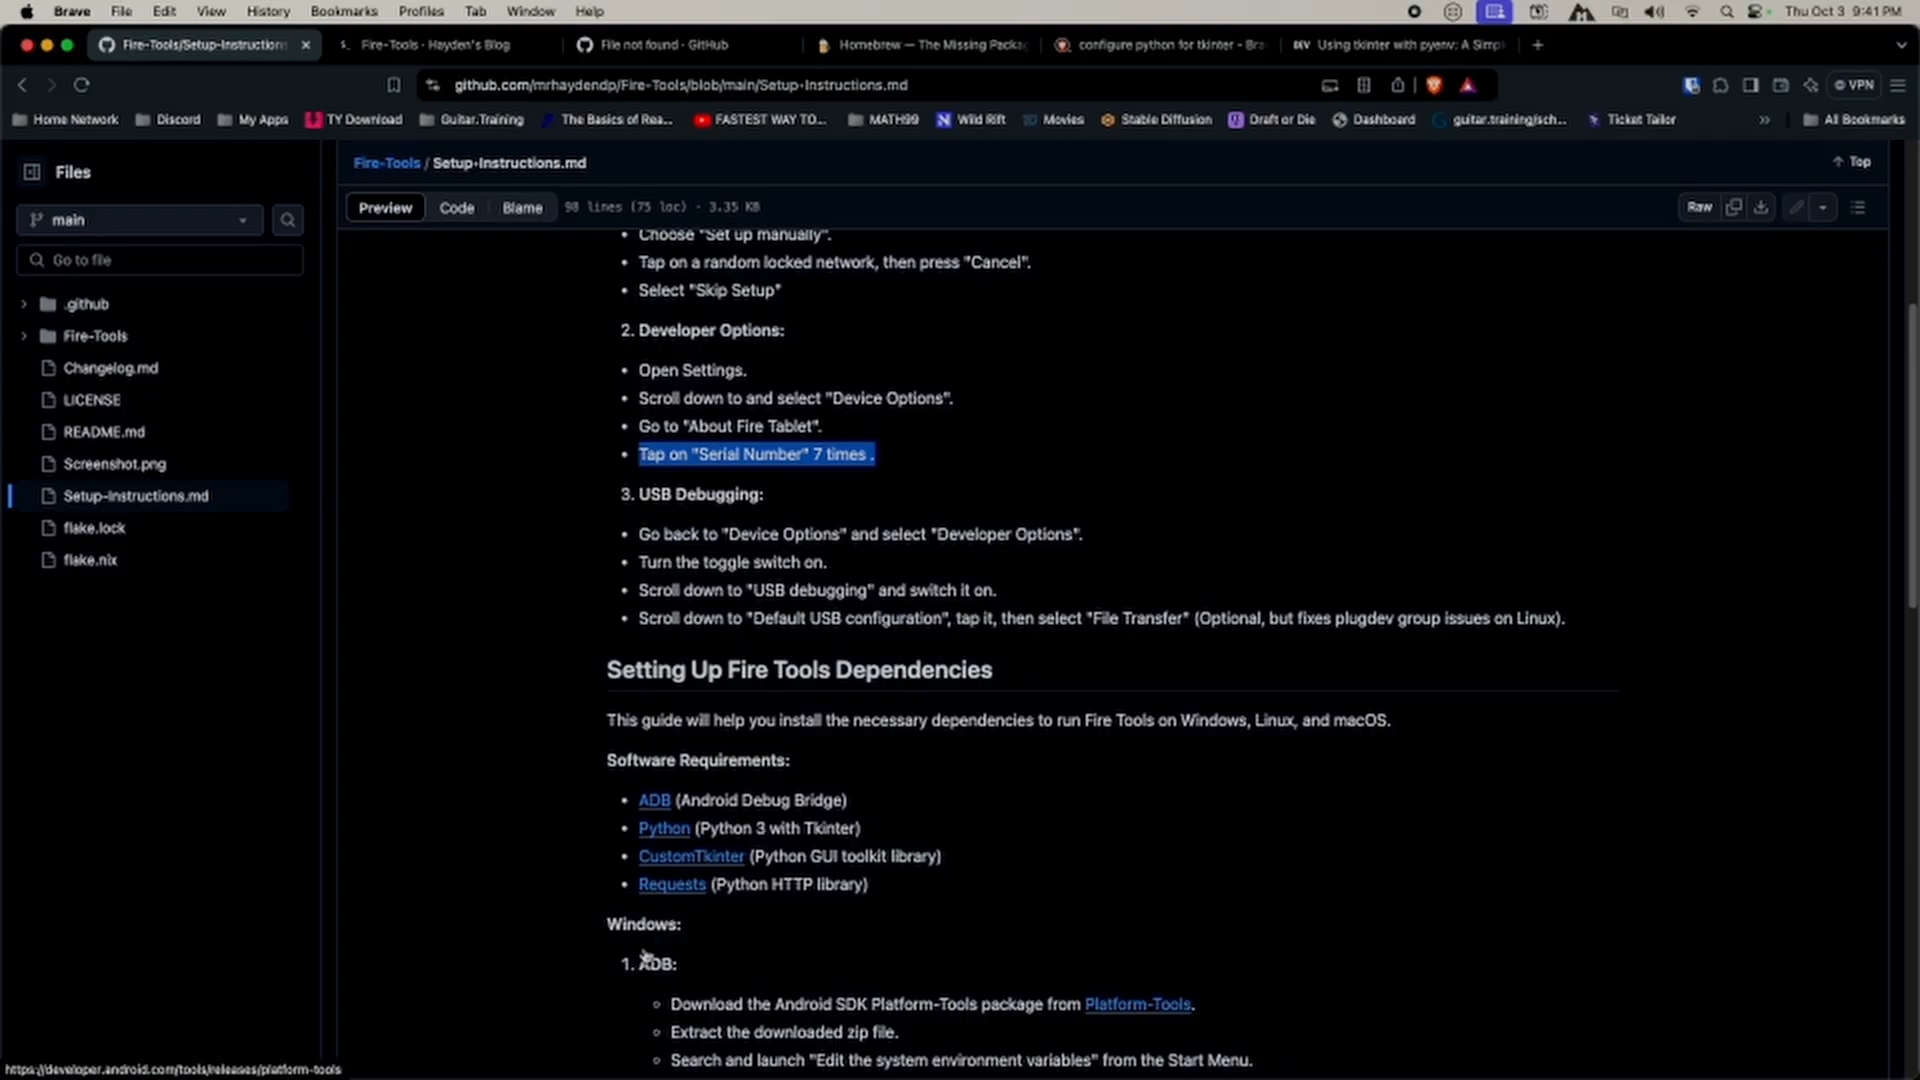 Brave File Edit View History Bookmarks Profiles Tab Window Help Thu Oct 3 9:41 PM
Fire-Tools/Setup-Instruction Fire-Tools - Hayden's Blog File not found · GitHub Homebrew — The Missing Packa configure python for tkinter - Bra DEV Using tkinter with pyenv: A Simpl
github.com/mrhaydendp/Fire-Tools/blob/main/Setup-Instructions.md VPN
Home Network Discord My Apps TY Download Guitar.Training The Basics of Rea... FASTEST WAY TO... MATH99 Wild Rift Movies Stable Diffusion Draft or Die Dashboard guitar.training/sch... Ticket Tailor » All Bookmarks
Files
main
Go to file
.github
Fire-Tools
Changelog.md
LICENSE
README.md
Screenshot.png
Setup-Instructions.md
flake.lock
flake.nix
Fire-Tools / Setup-Instructions.md Top
Preview Code Blame 98 lines (75 loc) · 3.35 KB Raw
• Choose "Set up manually".
• Tap on a random locked network, then press "Cancel".
• Select "Skip Setup"
2. Developer Options:
• Open Settings.
• Scroll down to and select "Device Options".
• Go to "About Fire Tablet".
• Tap on "Serial Number" 7 times .
3. USB Debugging:
• Go back to "Device Options" and select "Developer Options".
• Turn the toggle switch on.
• Scroll down to "USB debugging" and switch it on.
• Scroll down to "Default USB configuration", tap it, then select "File Transfer" (Optional, but fixes plugdev group issues on Linux).
Setting Up Fire Tools Dependencies
This guide will help you install the necessary dependencies to run Fire Tools on Windows, Linux, and macOS.
Software Requirements:
• ADB (Android Debug Bridge)
• Python (Python 3 with Tkinter)
• CustomTkinter (Python GUI toolkit library)
• Requests (Python HTTP library)
Windows:
1. ADB:
◦ Download the Android SDK Platform-Tools package from Platform-Tools.
◦ Extract the downloaded zip file.
◦ Search and launch "Edit the system environment variables" from the Start Menu.
https://developer.android.com/tools/releases/platform-tools